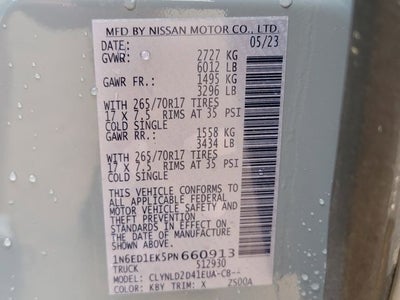 MFD BY NISSAN MOTOR CO., LTD.
DATE: 05/23
GVWR: 2727 KG
6012 LB
GAWR FR.: 1495 KG
3296 LB
WITH 265/70R17 TIRES
17 X 7.5 RIMS AT 35 PSI
COLD SINGLE
GAWR RR.: 1558 KG
3434 LB
WITH 265/70R17 TIRES
17 X 7.5 RIMS AT 35 PSI
COLD SINGLE
THIS VEHICLE CONFORMS TO
ALL APPLICABLE FEDERAL
MOTOR VEHICLE SAFETY AND
THEFT PREVENTION
STANDARDS IN EFFECT ON
THE DATE OF MANUFACTURE
SHOWN ABOVE.
1N6ED1EK5PN660913
TRUCK 512930
MODEL: CLYNLDZD41EUA-CB--
COLOR: KBY TRIM: X Z500A